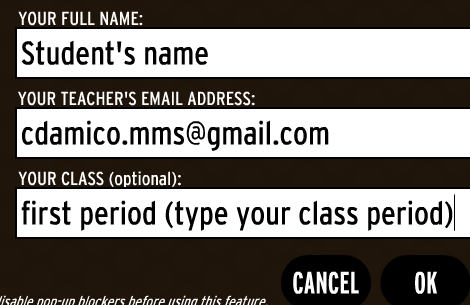 YOUR FULL NAME:
Student's name
YOUR TEACHER'S EMAIL ADDRESS:
cdamico.mms@gmail.com
YOUR CLASS (optional):
first period (type your class period)
CANCEL OK
disable pop-up blockers before using this feature.